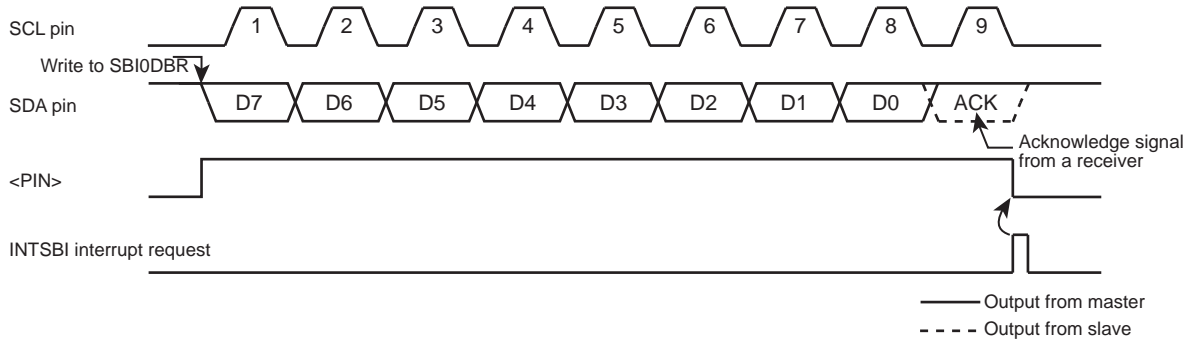 SCL pin
1 2 3 4 5 6 7 8 9
Write to SBI0DBR
SDA pin
D7 D6 D5 D4 D3 D2 D1 D0 ACK
Acknowledge signal
from a receiver
<PIN>
INTSBI interrupt request
Output from master
Output from slave